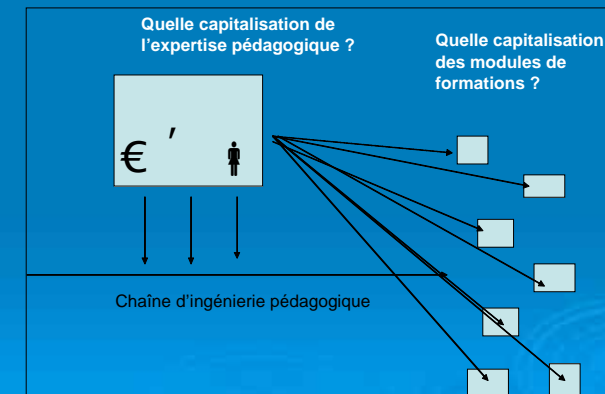 Quelle capitalisation de
l'expertise pédagogique ?
Quelle capitalisation
des modules de
formations ?
€ ′
Chaîne d'ingénierie pédagogique